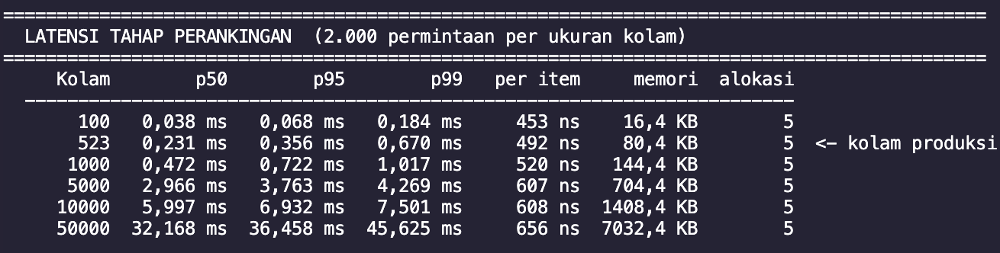 LATENSI TAHAP PERANKINGAN (2.000 permintaan per ukuran kolam)
Kolam p50 p95 p99 per item memori alokasi
100 0,038 ms 0,068 ms 0,184 ms 453 ns 16,4 KB 5
523 0,231 ms 0,356 ms 0,670 ms 492 ns 80,4 KB 5 <- kolam produksi
1000 0,472 ms 0,722 ms 1,017 ms 520 ns 144,4 KB 5
5000 2,966 ms 3,763 ms 4,269 ms 607 ns 704,4 KB 5
10000 5,997 ms 6,932 ms 7,501 ms 608 ns 1408,4 KB 5
50000 32,168 ms 36,458 ms 45,625 ms 656 ns 7032,4 KB 5